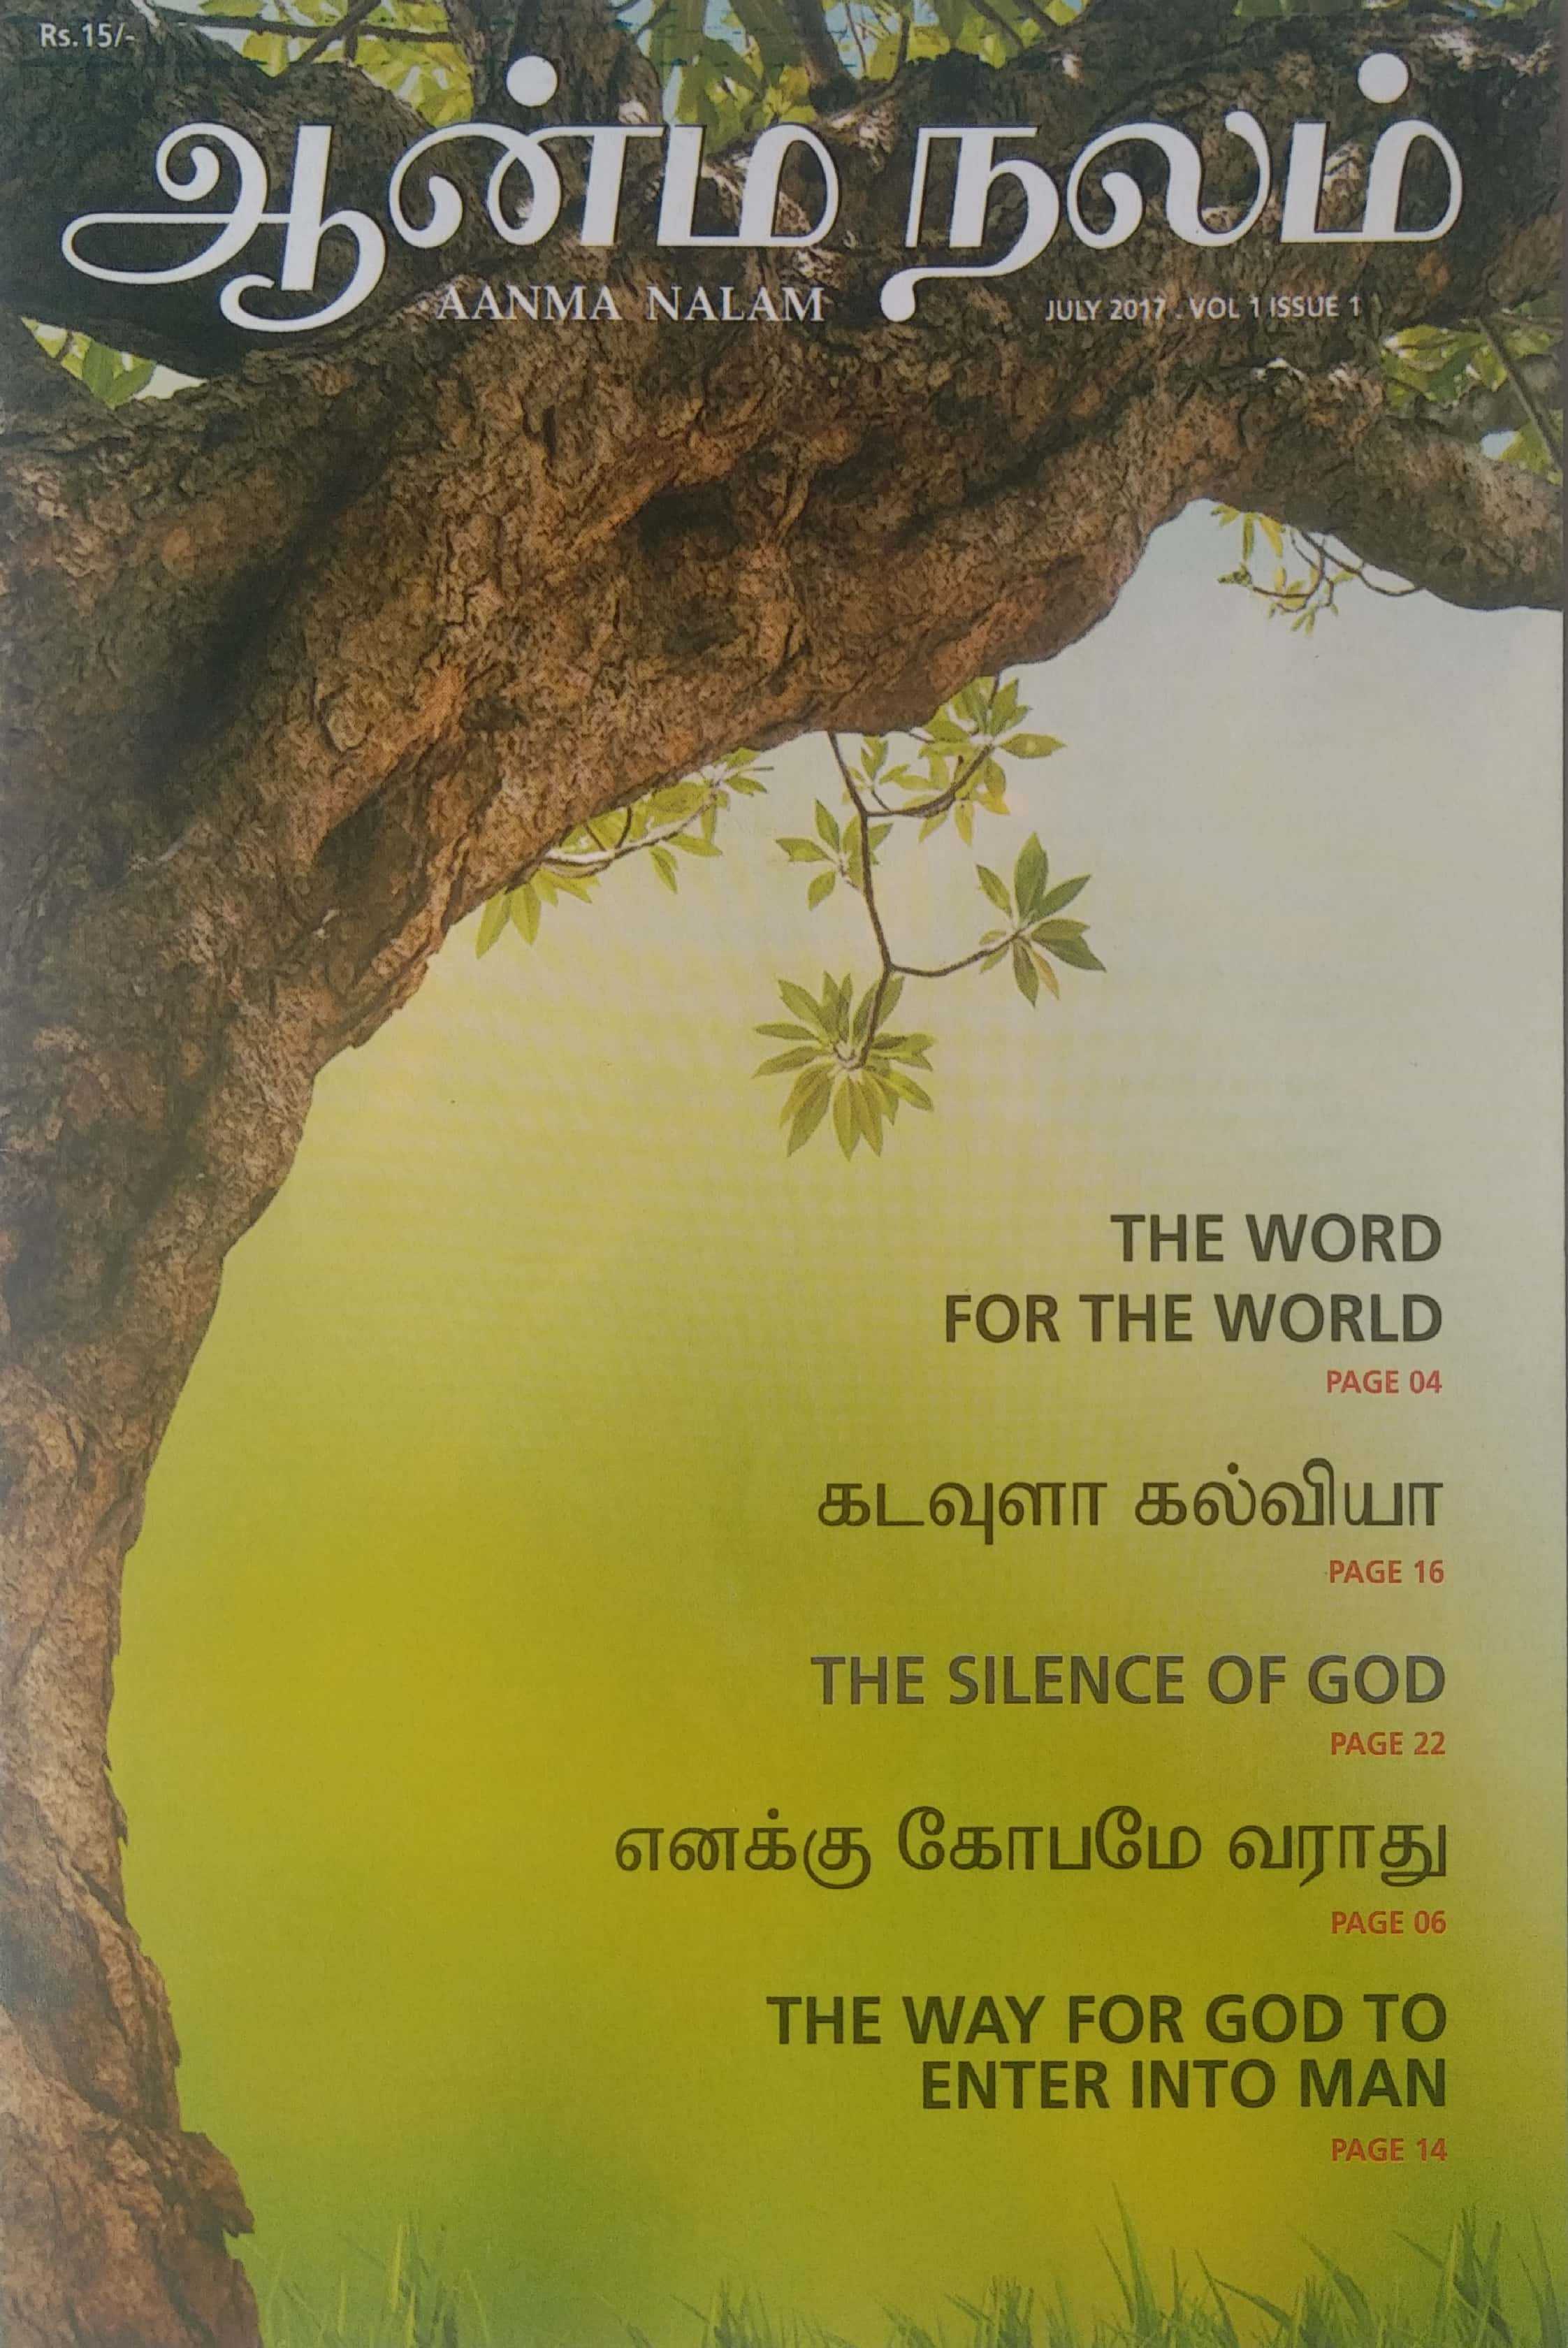 Rs.15/-
ஆன்ம நலம்
AANMA NALAM
JULY 2017 . VOL 1 ISSUE 1
THE WORD
FOR THE WORLD
PAGE 04
கடவுளா கல்வியா
PAGE 16
THE SILENCE OF GOD
PAGE 22
எனக்கு கோபமே வராது
PAGE 06
THE WAY FOR GOD TO
ENTER INTO MAN
PAGE 14